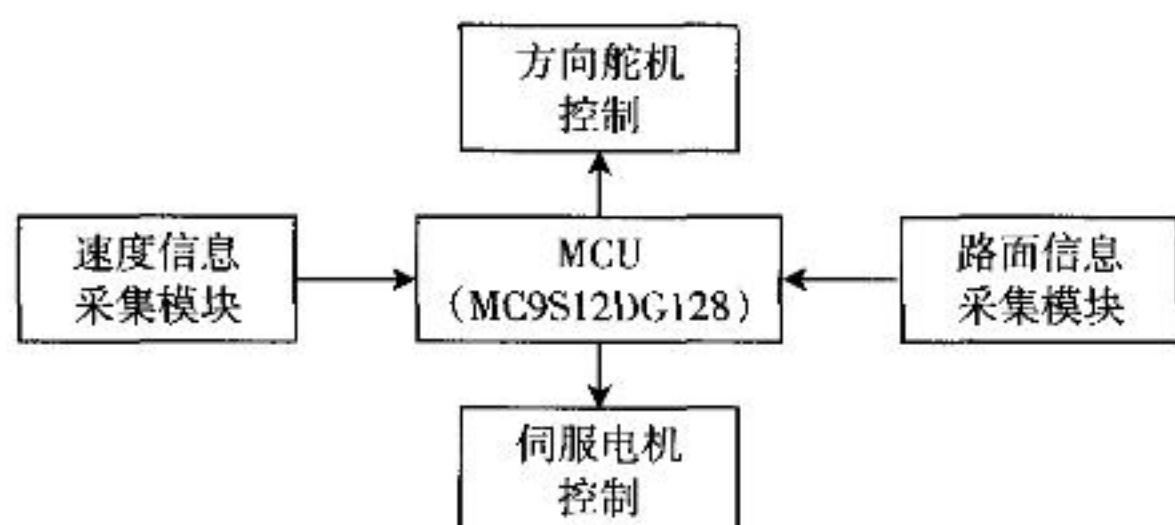 方向舵机
控制
速度信息
采集模块
MCU
(MC9S12DG128)
路面信息
采集模块
伺服电机
控制